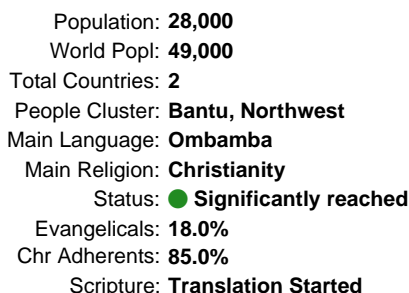 Population: 28,000
World Popl: 49,000
Total Countries: 2
People Cluster: Bantu, Northwest
Main Language: Ombamba
Main Religion: Christianity
Status: Significantly reached
Evangelicals: 18.0%
Chr Adherents: 85.0%
Scripture: Translation Started